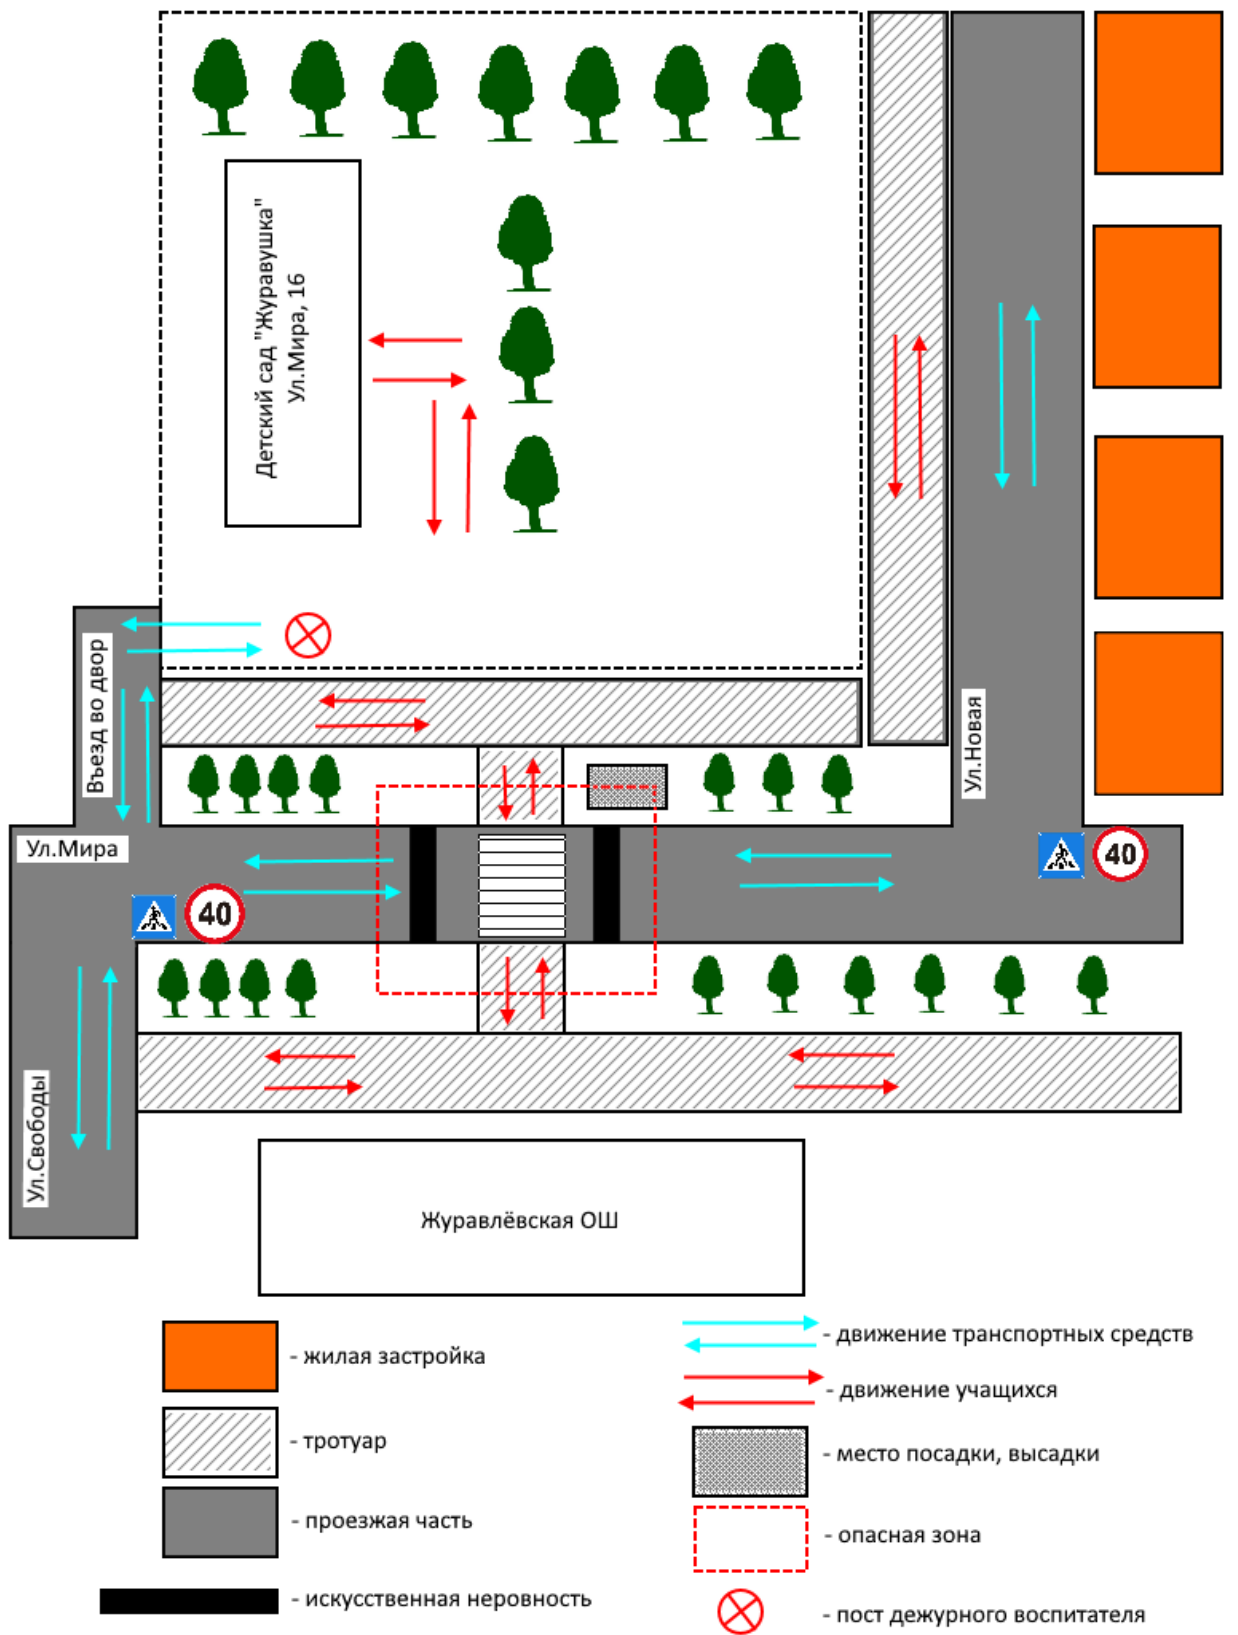 Детский сад "Журавушка"
Ул.Мира, 16
Въезд во двор
Ул.Новая
Ул.Мира
40
40
Ул.Свободы
Журавлёвская ОШ
- жилая застройка
- тротуар
- проезжая часть
- искусственная неровность
- движение транспортных средств
- движение учащихся
- место посадки, высадки
- опасная зона
- пост дежурного воспитателя